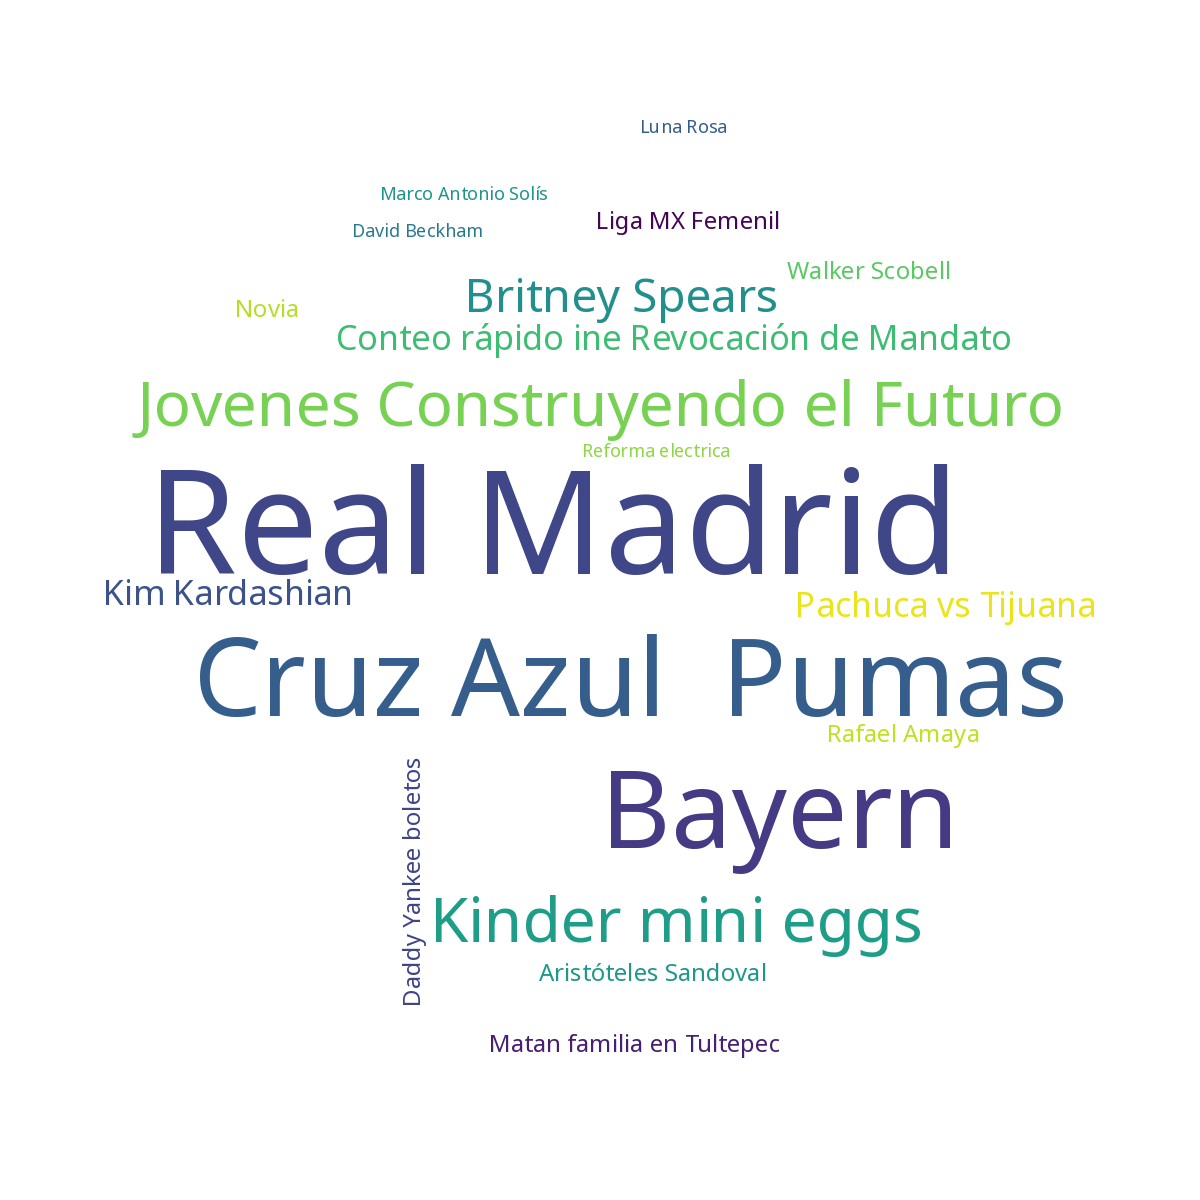 Luna Rosa
Marco Antonio Solís
Liga MX Femenil
David Beckham
Walker Scobell
Britney Spears
Novia
Conteo rápido ine Revocación de Mandato
Jovenes Construyendo el Futuro
Reforma electrica
Real Madrid
Kim Kardashian
Pachuca vs Tijuana
Cruz Azul Pumas
Rafael Amaya
Daddy Yankee boletos
Bayern
Kinder mini eggs
Aristóteles Sandoval
Matan familia en Tultepec